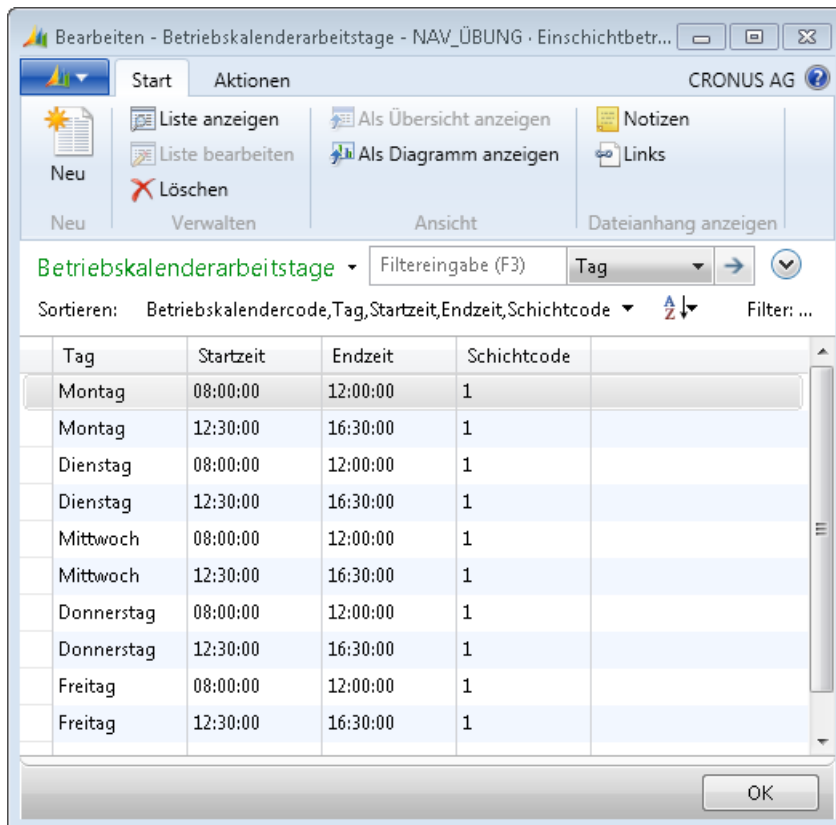 Bearbeiten - Betriebskalenderarbeitstage - NAV_ÜBUNG · Einschichtbetr...
Start Aktionen CRONUS AG
Neu
Liste anzeigen
Liste bearbeiten
Löschen
Als Übersicht anzeigen
Als Diagramm anzeigen
Notizen
Links
Neu Verwalten Ansicht Dateianhang anzeigen
Betriebskalenderarbeitstage Filtereingabe (F3) Tag
Sortieren: Betriebskalendercode,Tag,Startzeit,Endzeit,Schichtcode A Z Filter: ...
Tag Startzeit Endzeit Schichtcode
Montag 08:00:00 12:00:00 1
Montag 12:30:00 16:30:00 1
Dienstag 08:00:00 12:00:00 1
Dienstag 12:30:00 16:30:00 1
Mittwoch 08:00:00 12:00:00 1
Mittwoch 12:30:00 16:30:00 1
Donnerstag 08:00:00 12:00:00 1
Donnerstag 12:30:00 16:30:00 1
Freitag 08:00:00 12:00:00 1
Freitag 12:30:00 16:30:00 1
OK